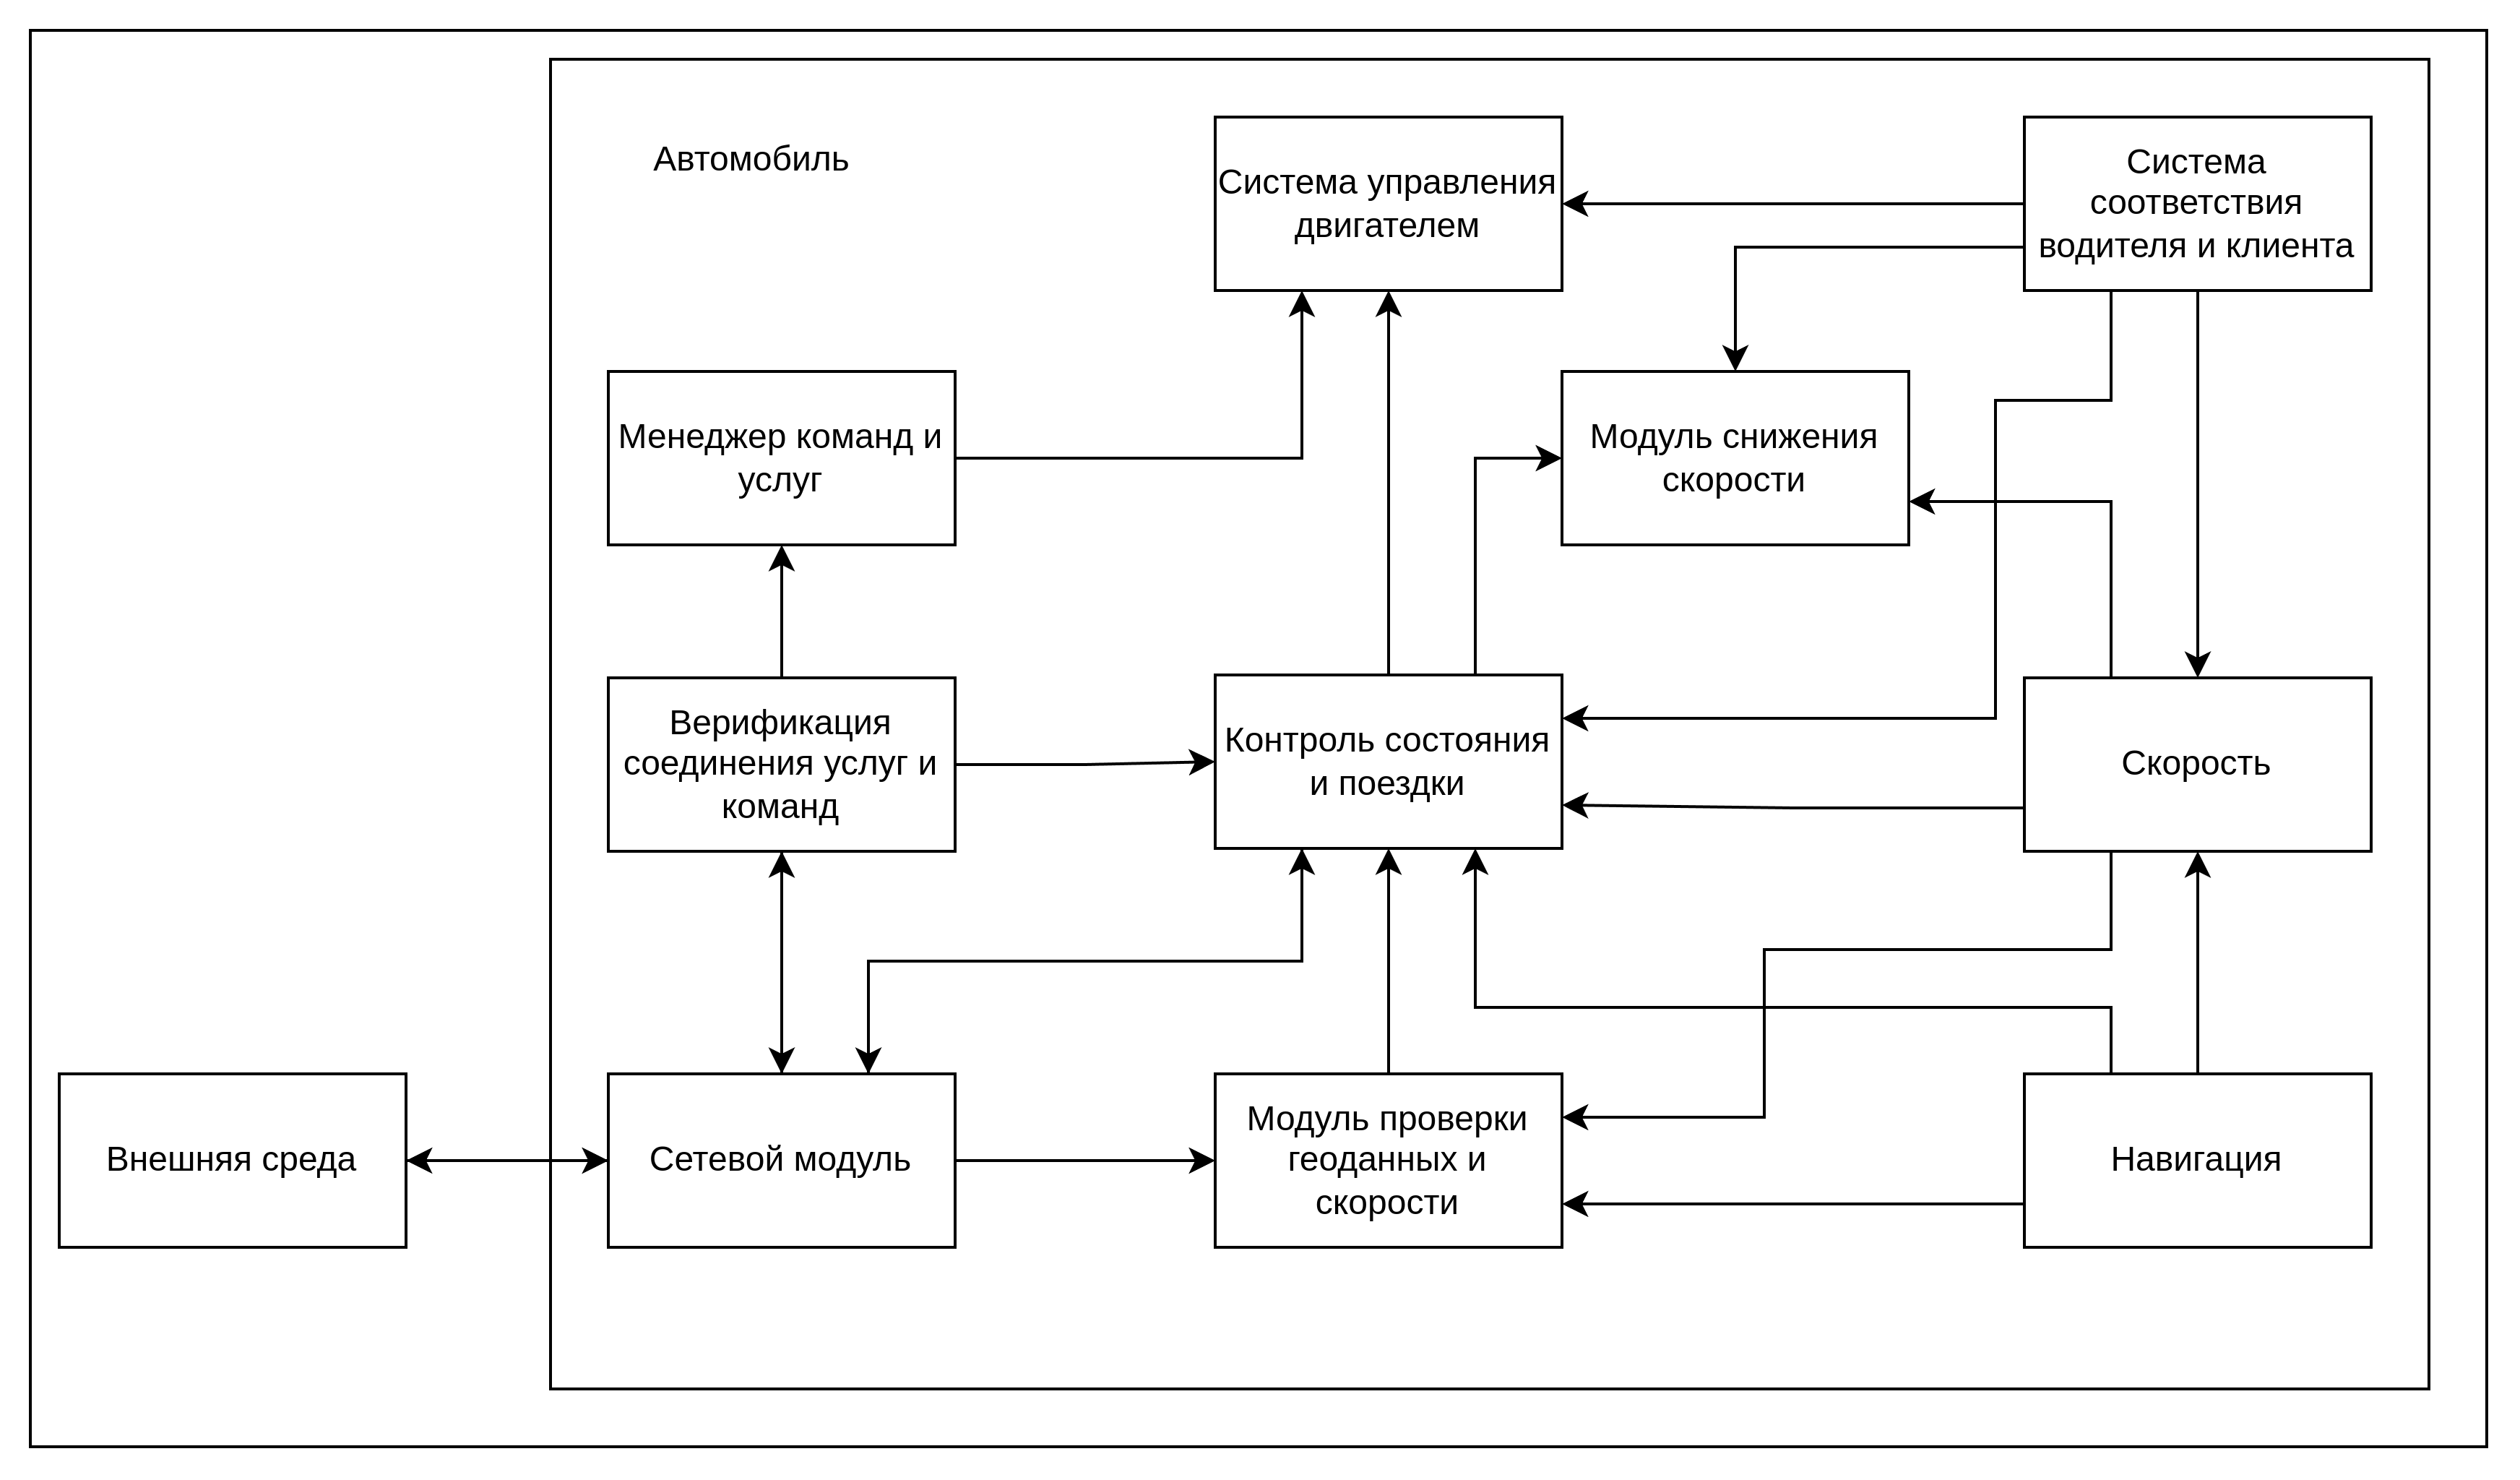 Автомобиль
Система управления
двигателем
Система
соответствия
водителя и клиента
Менеджер команд и
услуг
Модуль снижения
скорости
Верификация
соединения услуг и
команд
Контроль состояния
и поездки
Скорость
Внешняя среда
Сетевой модуль
Модуль проверки
геоданных и
скорости
Навигация